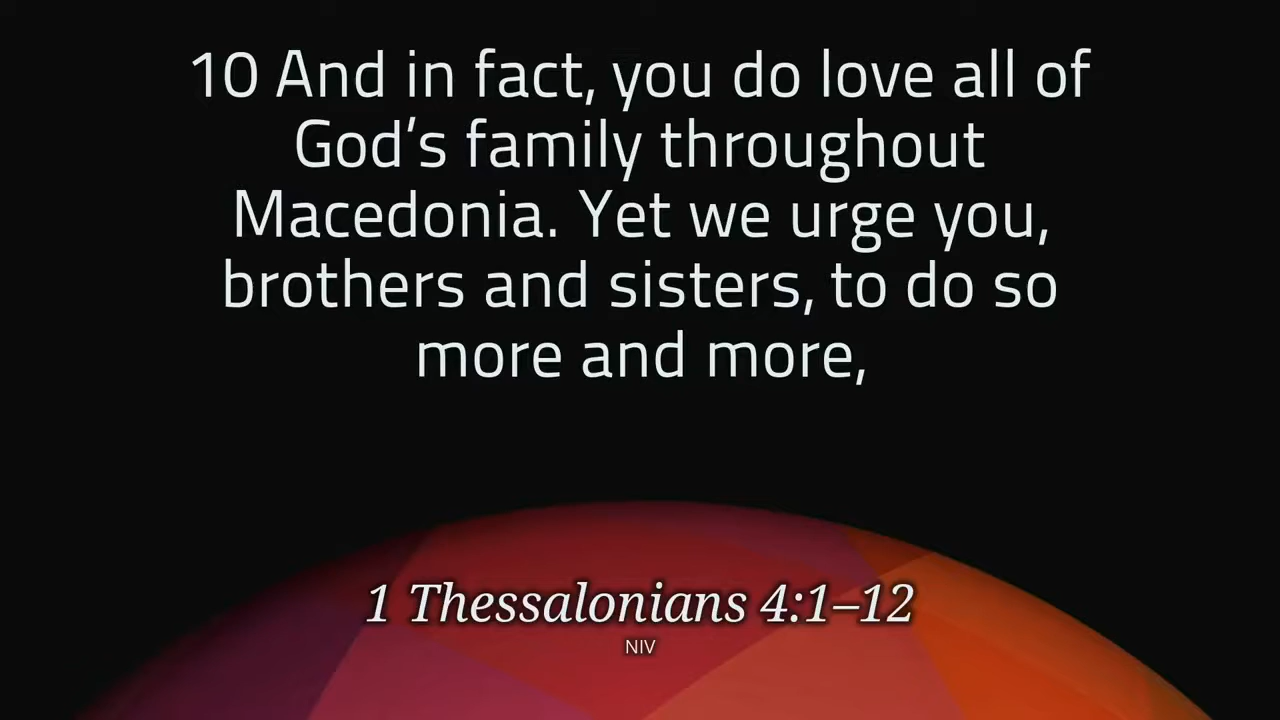 10 And in fact, you do love all of
God’s family throughout
Macedonia. Yet we urge you,
brothers and sisters, to do so
more and more,
1 Thessalonians 4:1–12
NIV